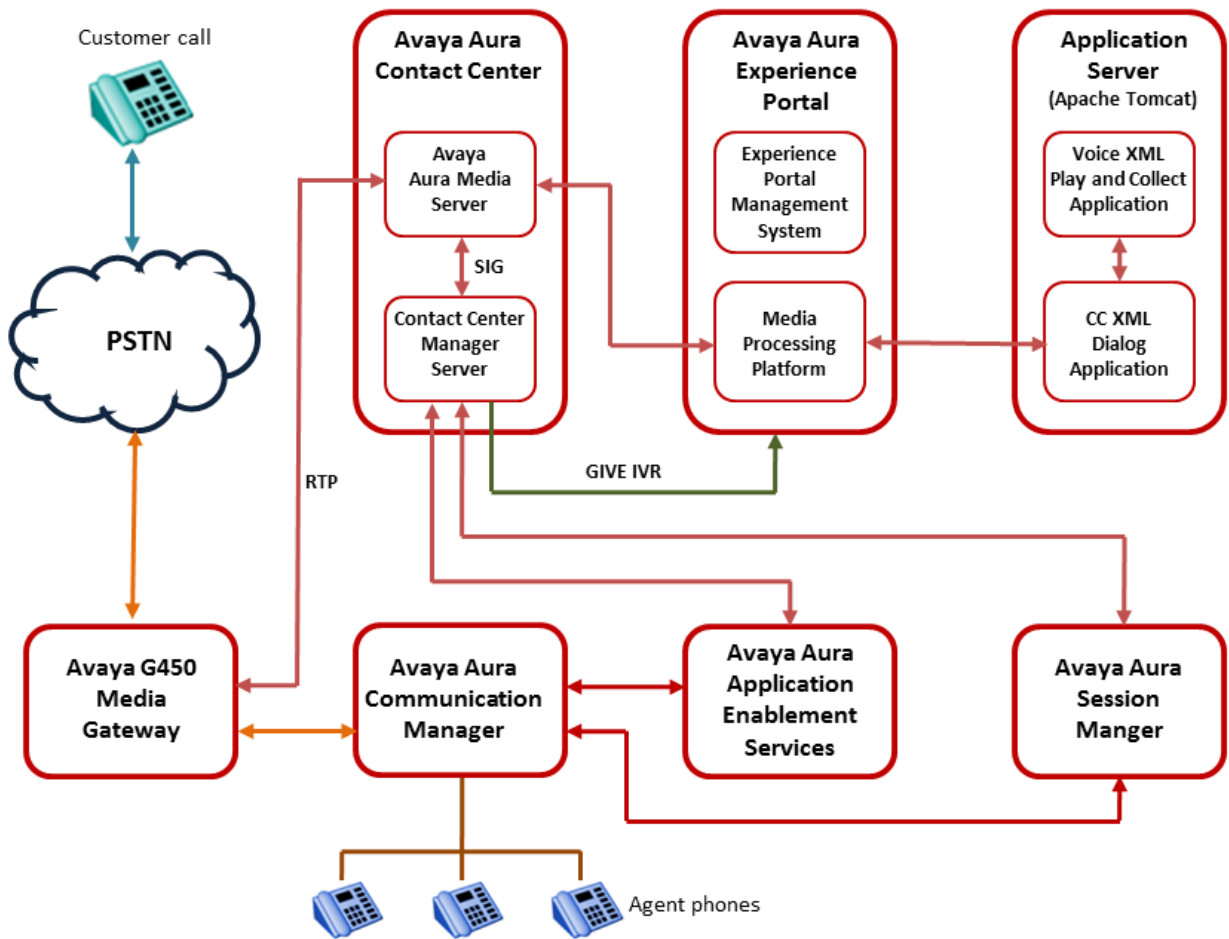 Customer call
PSTN
Avaya Aura
Contact Center
Avaya
Aura Media
Server
SIG
Contact Center
Manager
Server
Avaya Aura
Experience
Portal
Experience
Portal
Management
System
Media
Processing
Platform
Application
Server
(Apache Tomcat)
Voice XML
Play and Collect
Application
CC XML
Dialog
Application
RTP
GIVE IVR
Avaya G450
Media
Gateway
Avaya Aura
Communication
Manager
Avaya Aura
Application
Enablement
Services
Avaya Aura
Session
Manger
Agent phones